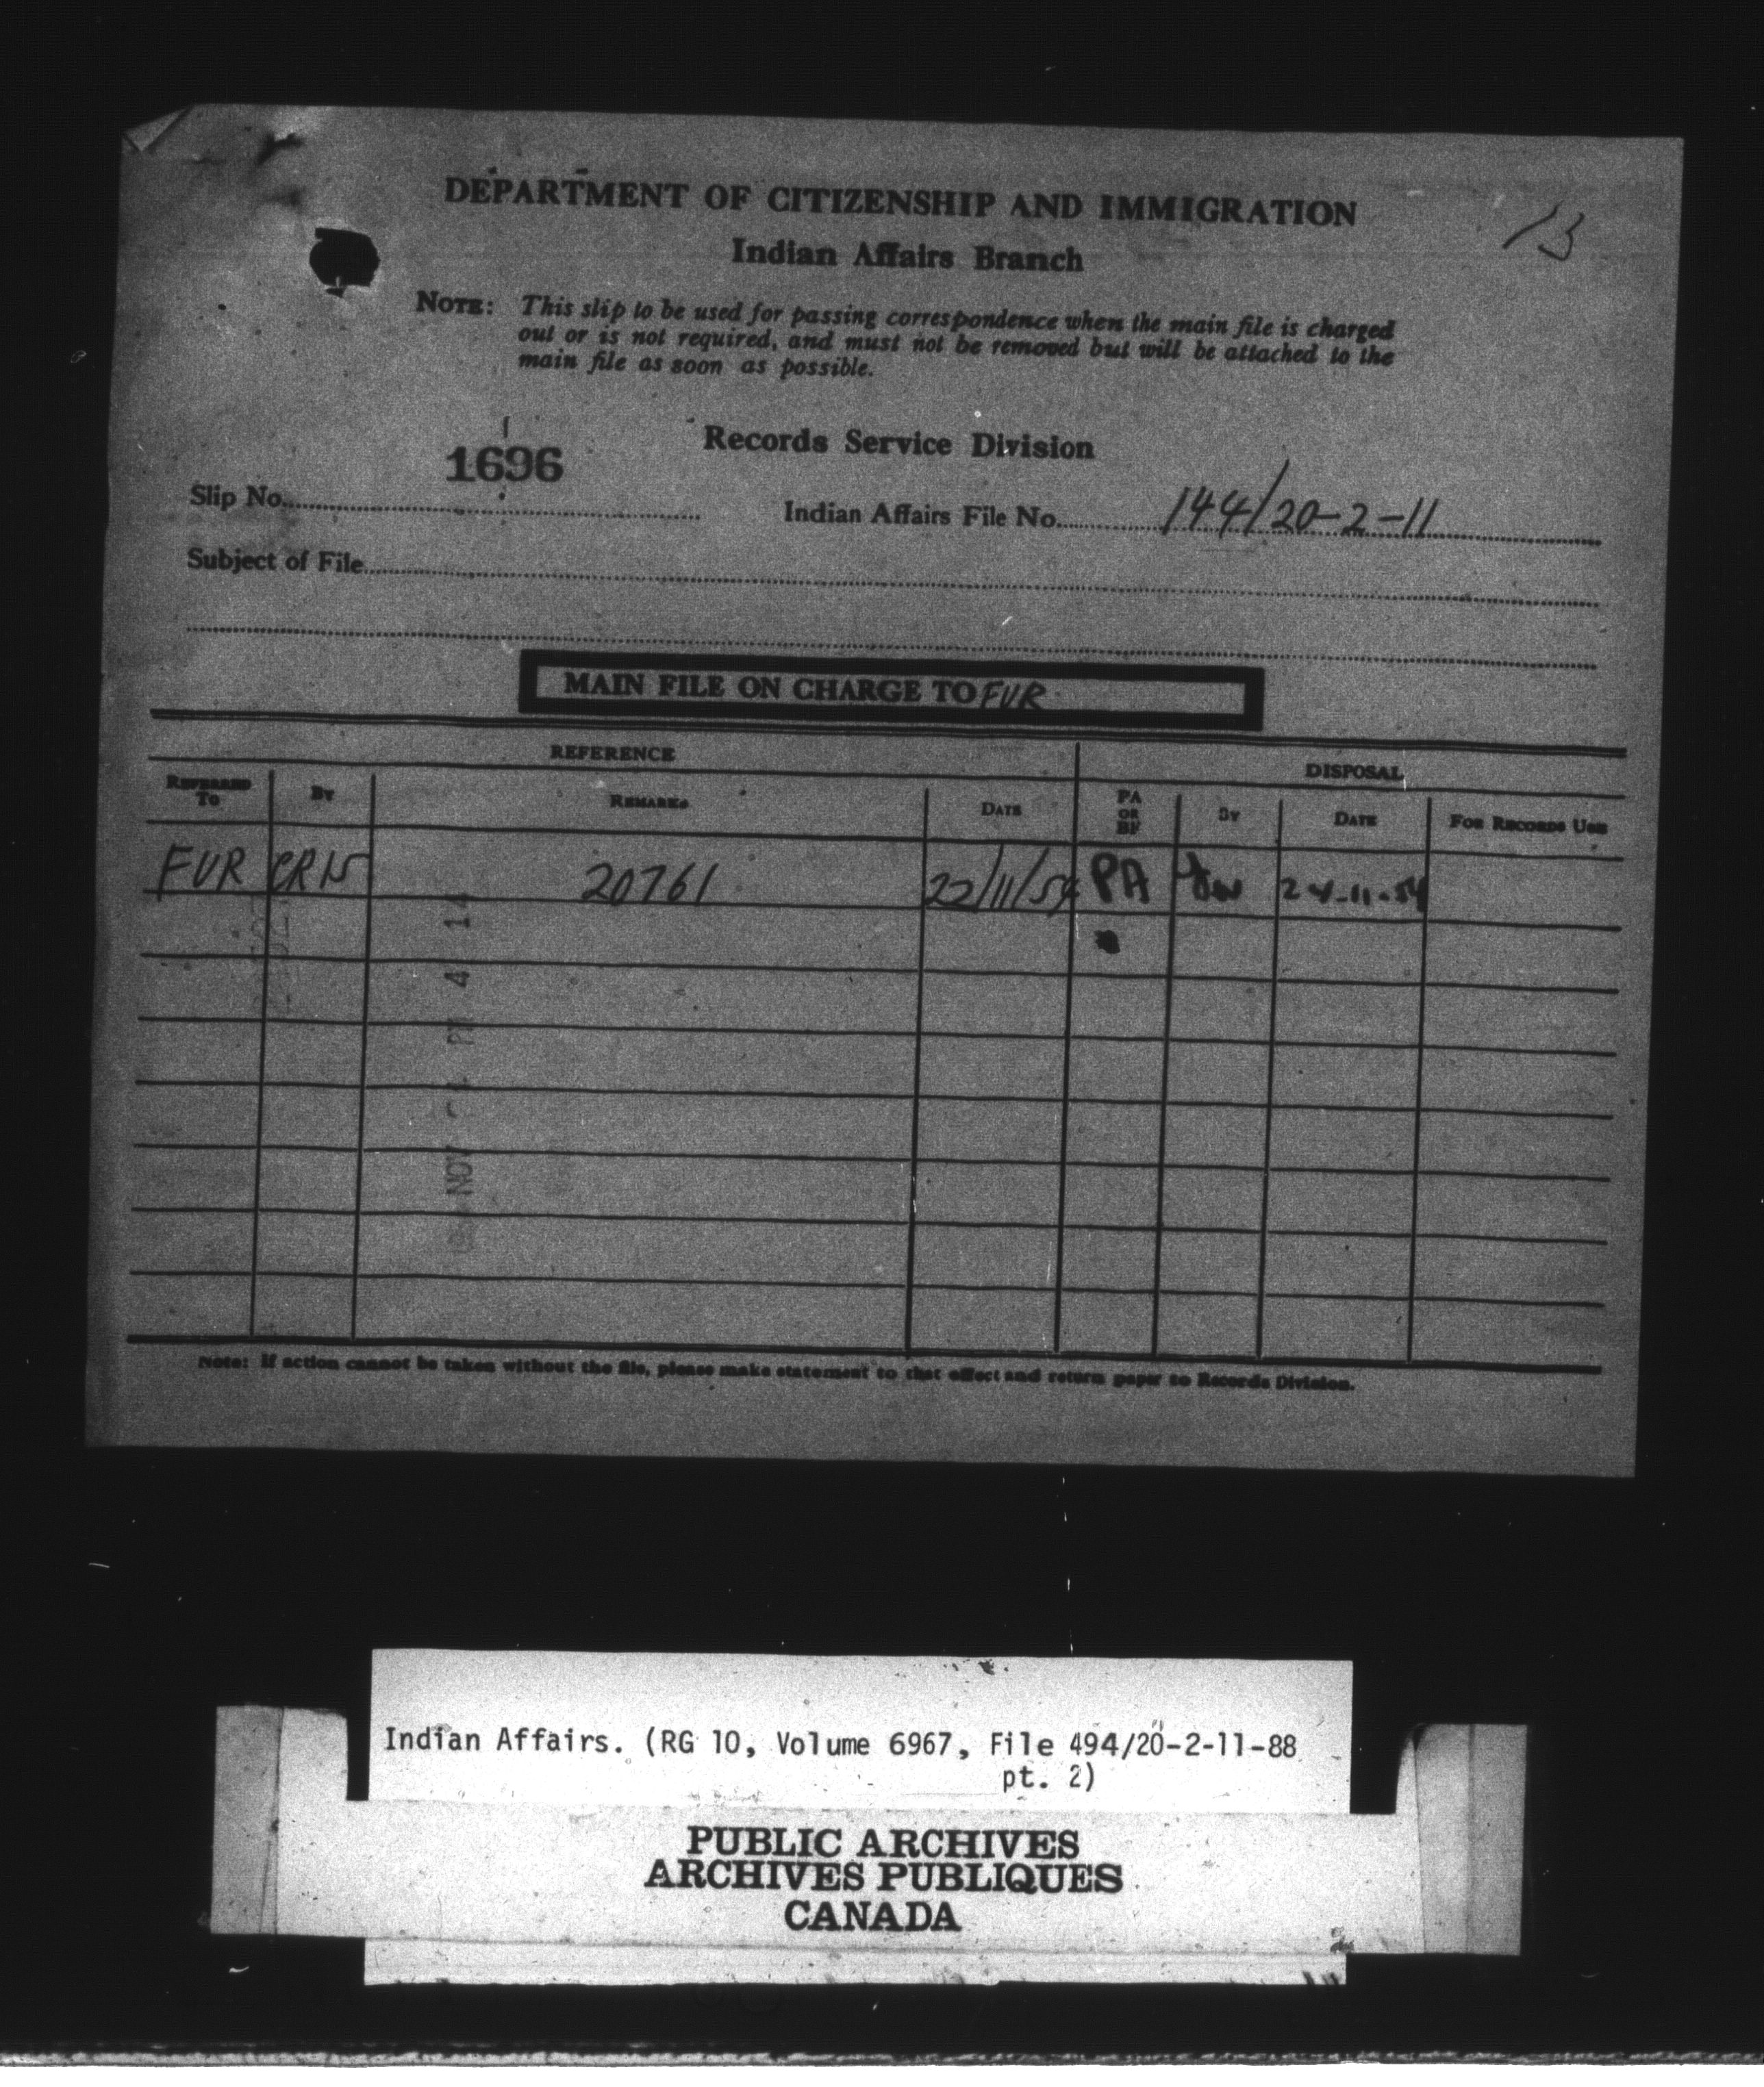 DEPARTMENT OF CITIZENSHIP AND IMMIGRATION
13
Indian Affairs Branch
NOTE: This slip to be used for passing correspondence when the main file is charged
out or is not required, and must not be removed but will be attached to the
main file as soon as possible.
Records Service Division
1696
Slip No.
Indian Affairs File No. 144/20-2-11
Subject of File
MAIN FILE ON CHARGE TO FUR
REFERENCE DISPOSAL
REFERRED TO BY REMARKS DATE PA OR BF BY DATE FOR RECORDS USE
FUR CR15 20761 22/11/54 PA 24-11-54
NOV PM 4 14
Note: If action cannot be taken without the file, please make statement to that effect and return paper to Records Division.
Indian Affairs. (RG 10, Volume 6967, File 494/20-2-11-88
pt. 2)
PUBLIC ARCHIVES
ARCHIVES PUBLIQUES
CANADA